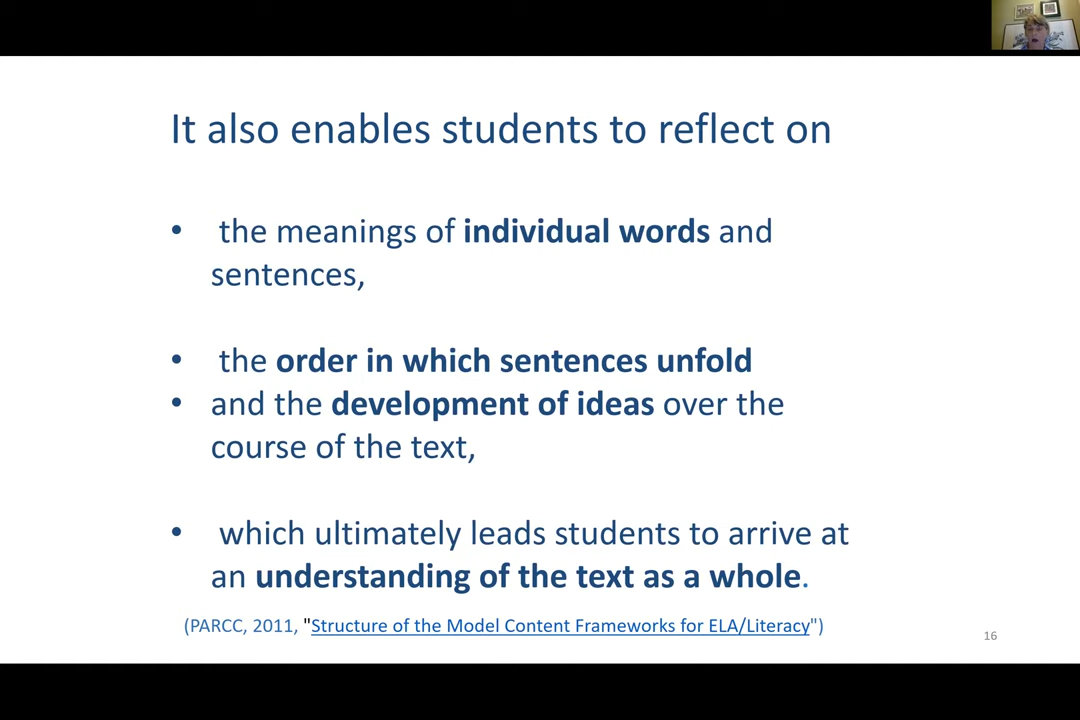 It also enables students to reflect on
• the meanings of individual words and
sentences,
• the order in which sentences unfold
• and the development of ideas over the
course of the text,
• which ultimately leads students to arrive at
an understanding of the text as a whole.
(PARCC, 2011, "Structure of the Model Content Frameworks for ELA/Literacy")
16